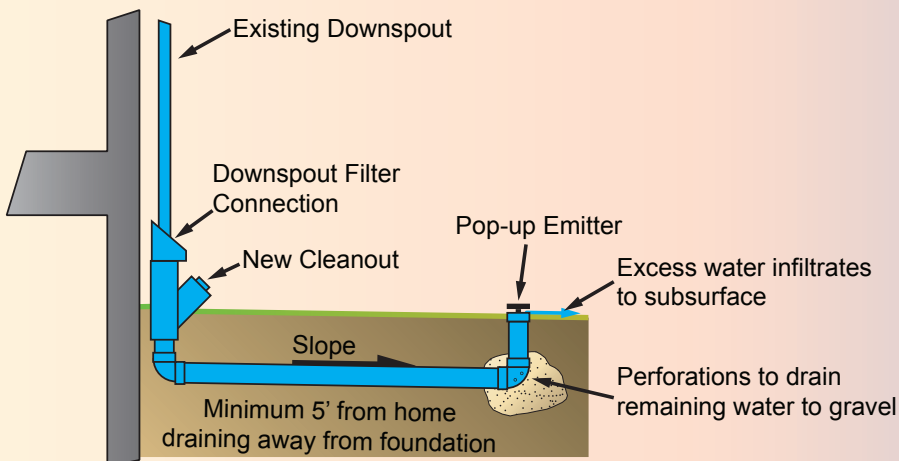 Existing Downspout
Downspout Filter
Connection
New Cleanout
Pop-up Emitter
Excess water infiltrates
to subsurface
Slope
Perforations to drain
remaining water to gravel
Minimum 5’ from home
draining away from foundation